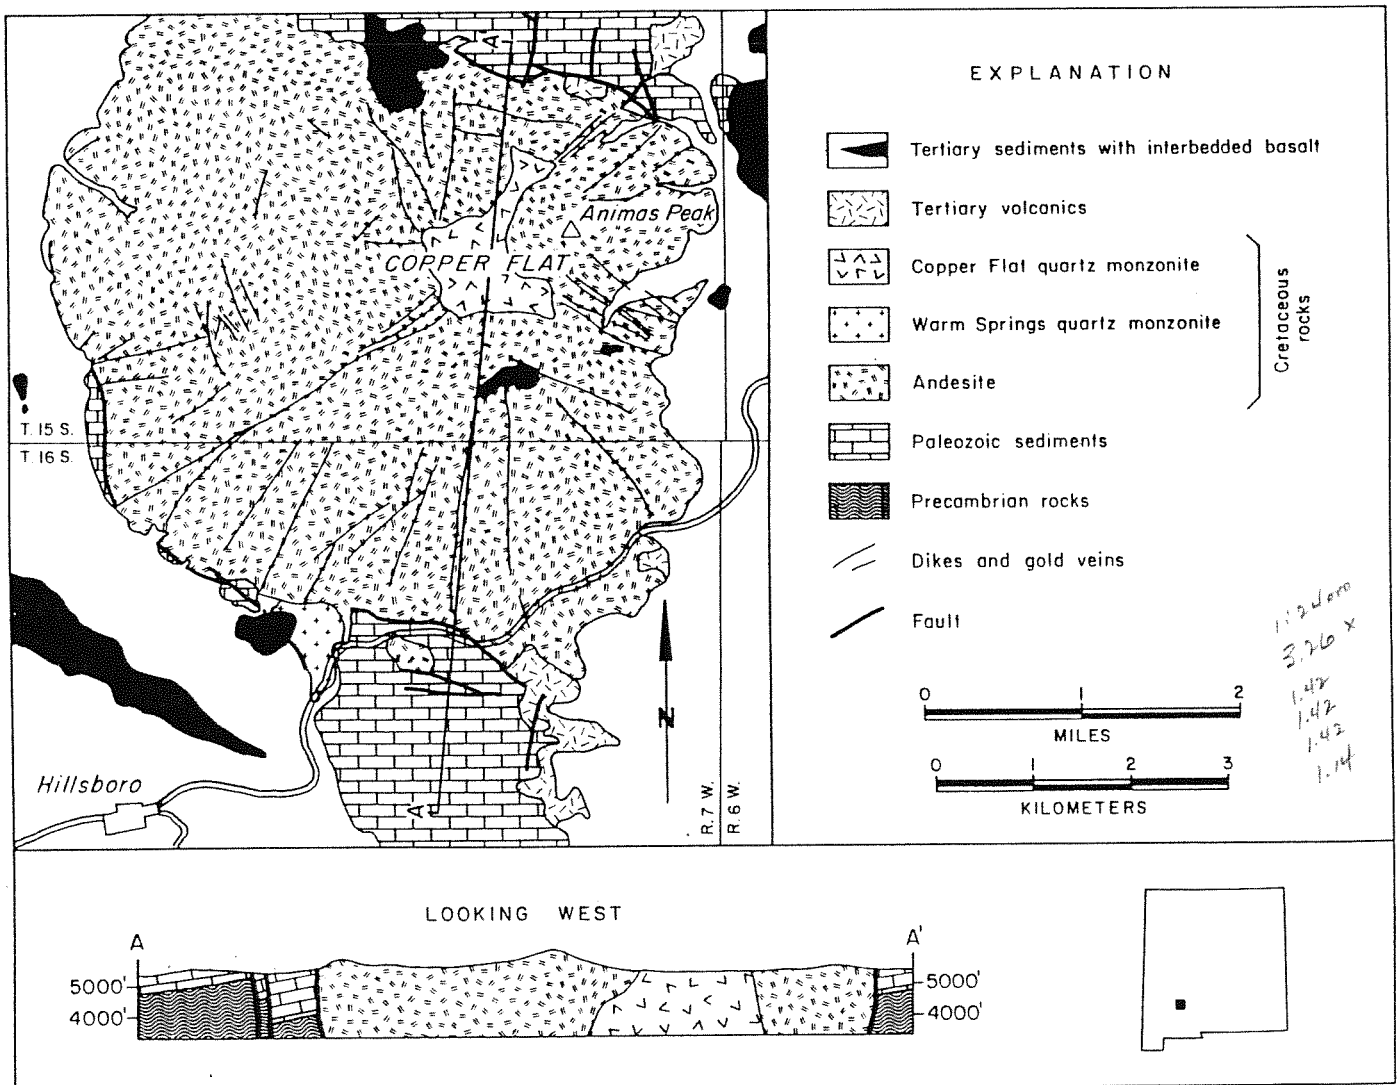 A'
Animas Peak
COPPER FLAT
T. 15 S.
T. 16 S.
N
Hillsboro
A
R. 7 W.
R. 6 W.
EXPLANATION
Tertiary sediments with interbedded basalt
Tertiary volcanics
Copper Flat quartz monzonite
Warm Springs quartz monzonite
Andesite
Cretaceous
rocks
Paleozoic sediments
Precambrian rocks
Dikes and gold veins
Fault
0 1 2
MILES
0 1 2 3
KILOMETERS
1:24000
3.26 x
1.42
1.42
1.42
1.14
LOOKING WEST
A A'
5000' 5000'
4000' 4000'